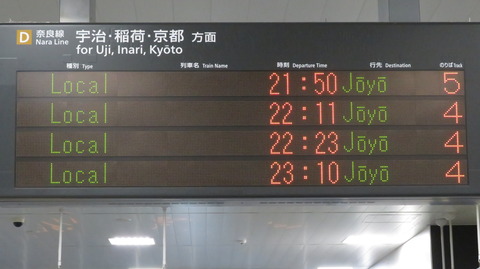 D 奈良線 宇治・稲荷・京都 方面
Nara Line for Uji, Inari, Kyōto
種別 Type 列車名 Train Name 時刻 Departure Time 行先 Destination のりば Track
Local 21:50 Jōyō 5
Local 22:11 Jōyō 4
Local 22:23 Jōyō 4
Local 23:10 Jōyō 4